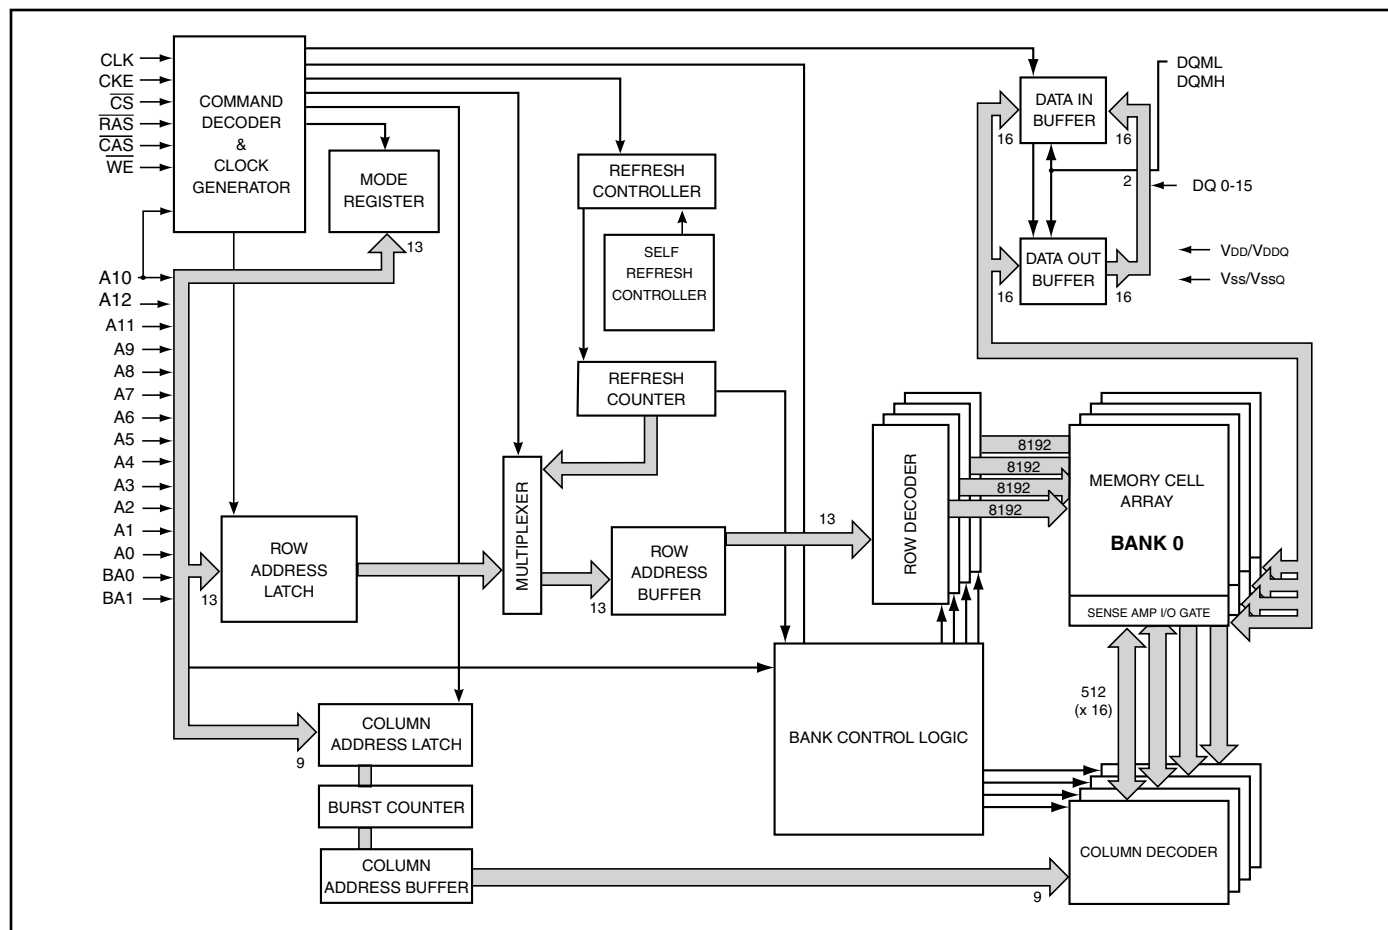 CLK
CKE
CS
RAS
CAS
WE
COMMAND
DECODER
&
CLOCK
GENERATOR
MODE
REGISTER
13
REFRESH
CONTROLLER
SELF
REFRESH
CONTROLLER
REFRESH
COUNTER
DATA IN
BUFFER
16
16
DQML
DQMH
2
DQ 0-15
DATA OUT
BUFFER
16
16
VDD/VDDQ
Vss/VssQ
A10
A12
A11
A9
A8
A7
A6
A5
A4
A3
A2
A1
A0
BA0
BA1
13
ROW
ADDRESS
LATCH
MULTIPLEXER
13
ROW
ADDRESS
BUFFER
13
ROW DECODER
8192
8192
8192
8192
MEMORY CELL
ARRAY
BANK 0
SENSE AMP I/O GATE
512
(x 16)
BANK CONTROL LOGIC
9
COLUMN
ADDRESS LATCH
BURST COUNTER
COLUMN
ADDRESS BUFFER
9
COLUMN DECODER